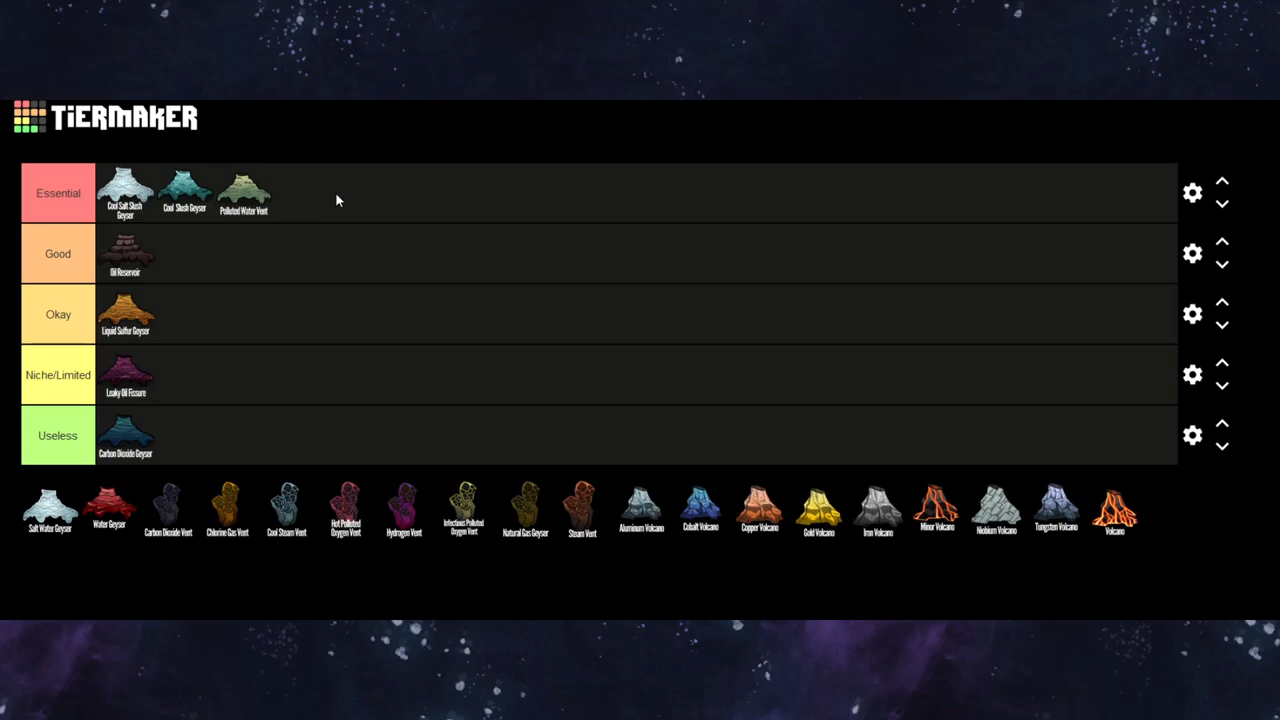 TiERMAKER
Essential
Cool Salt Slush
Geyser
Cool Slush Geyser
Polluted Water Vent
Good
Oil Reservoir
Okay
Liquid Sulfur Geyser
Niche/Limited
Leaky Oil Fissure
Useless
Carbon Dioxide Geyser
Salt Water Geyser
Water Geyser
Carbon Dioxide Vent
Chlorine Gas Vent
Cool Steam Vent
Hot Polluted
Oxygen Vent
Hydrogen Vent
Infectious Polluted
Oxygen Vent
Natural Gas Geyser
Steam Vent
Aluminum Volcano
Cobalt Volcano
Copper Volcano
Gold Volcano
Iron Volcano
Minor Volcano
Niobium Volcano
Tungsten Volcano
Volcano